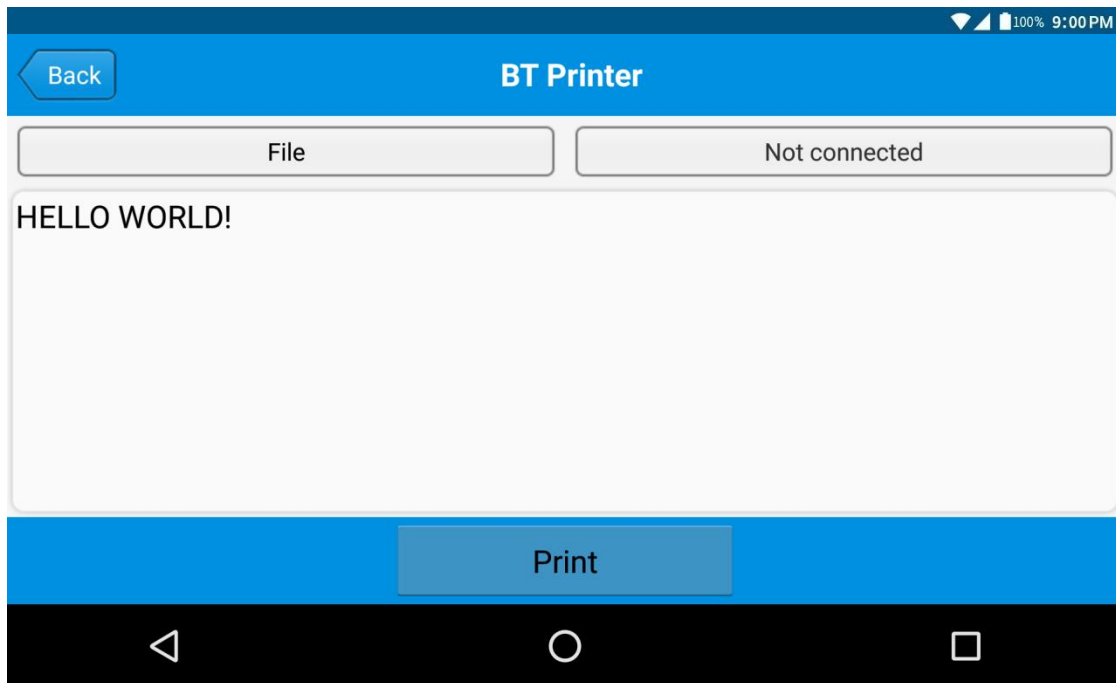 100% 9:00 PM
Back
BT Printer
File
Not connected
HELLO WORLD!
Print